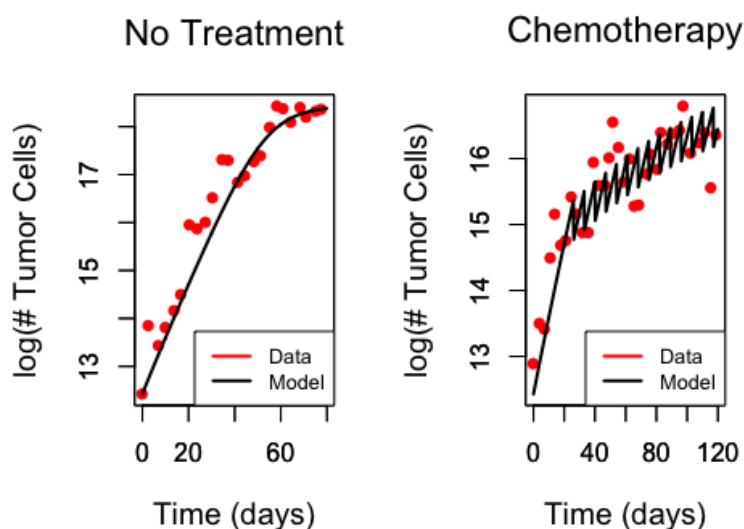 No Treatment
log(# Tumor Cells)
17
15
13
0 20 60
Time (days)
Data
Model
Chemotherapy
log(# Tumor Cells)
16
15
14
13
0 40 80 120
Time (days)
Data
Model